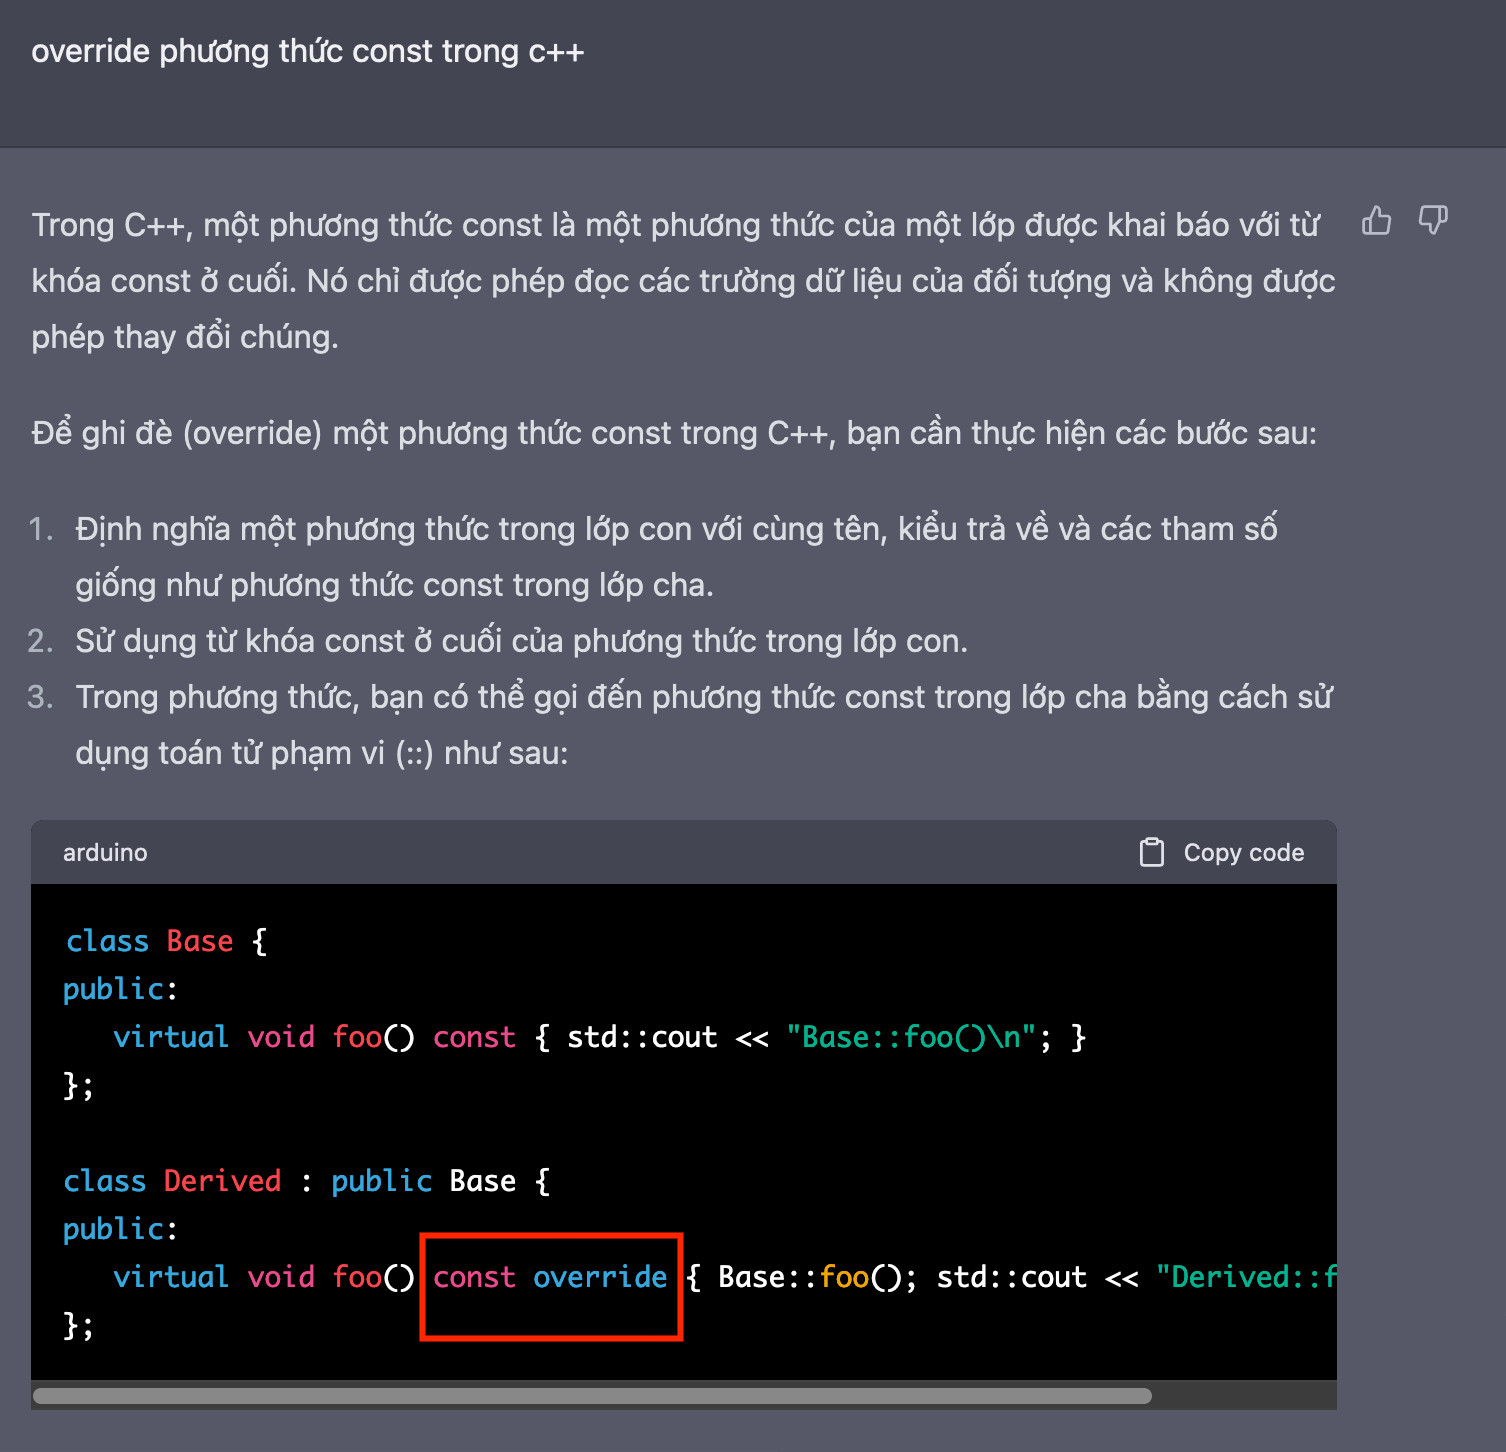 override phương thức const trong c++
Trong C++, một phương thức const là một phương thức của một lớp được khai báo với từ
khóa const ở cuối. Nó chỉ được phép đọc các trường dữ liệu của đối tượng và không được
phép thay đổi chúng.
Để ghi đè (override) một phương thức const trong C++, bạn cần thực hiện các bước sau:
1. Định nghĩa một phương thức trong lớp con với cùng tên, kiểu trả về và các tham số
giống như phương thức const trong lớp cha.
2. Sử dụng từ khóa const ở cuối của phương thức trong lớp con.
3. Trong phương thức, bạn có thể gọi đến phương thức const trong lớp cha bằng cách sử
dụng toán tử phạm vi (::) như sau:
arduino Copy code
class Base {
public:
   virtual void foo() const { std::cout << "Base::foo()\n"; }
};
class Derived : public Base {
public:
   virtual void foo() const override { Base::foo(); std::cout << "Derived::f
};